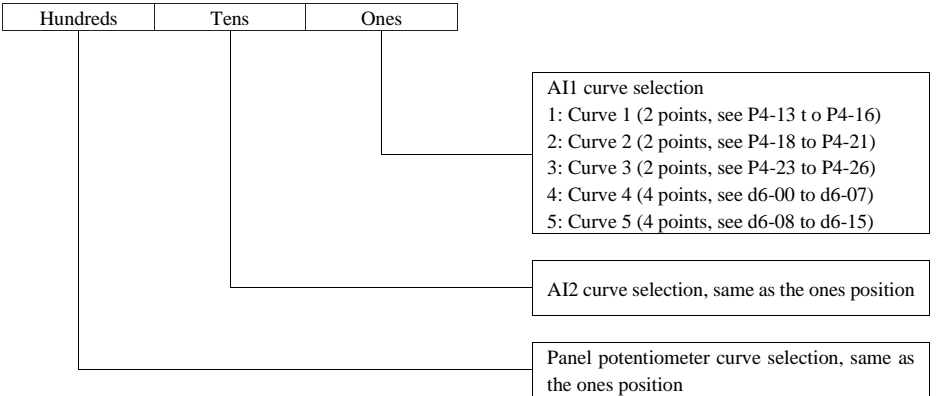 Hundreds Tens Ones
AI1 curve selection
1: Curve 1 (2 points, see P4-13 t o P4-16)
2: Curve 2 (2 points, see P4-18 to P4-21)
3: Curve 3 (2 points, see P4-23 to P4-26)
4: Curve 4 (4 points, see d6-00 to d6-07)
5: Curve 5 (4 points, see d6-08 to d6-15)
AI2 curve selection, same as the ones position
Panel potentiometer curve selection, same as
the ones position